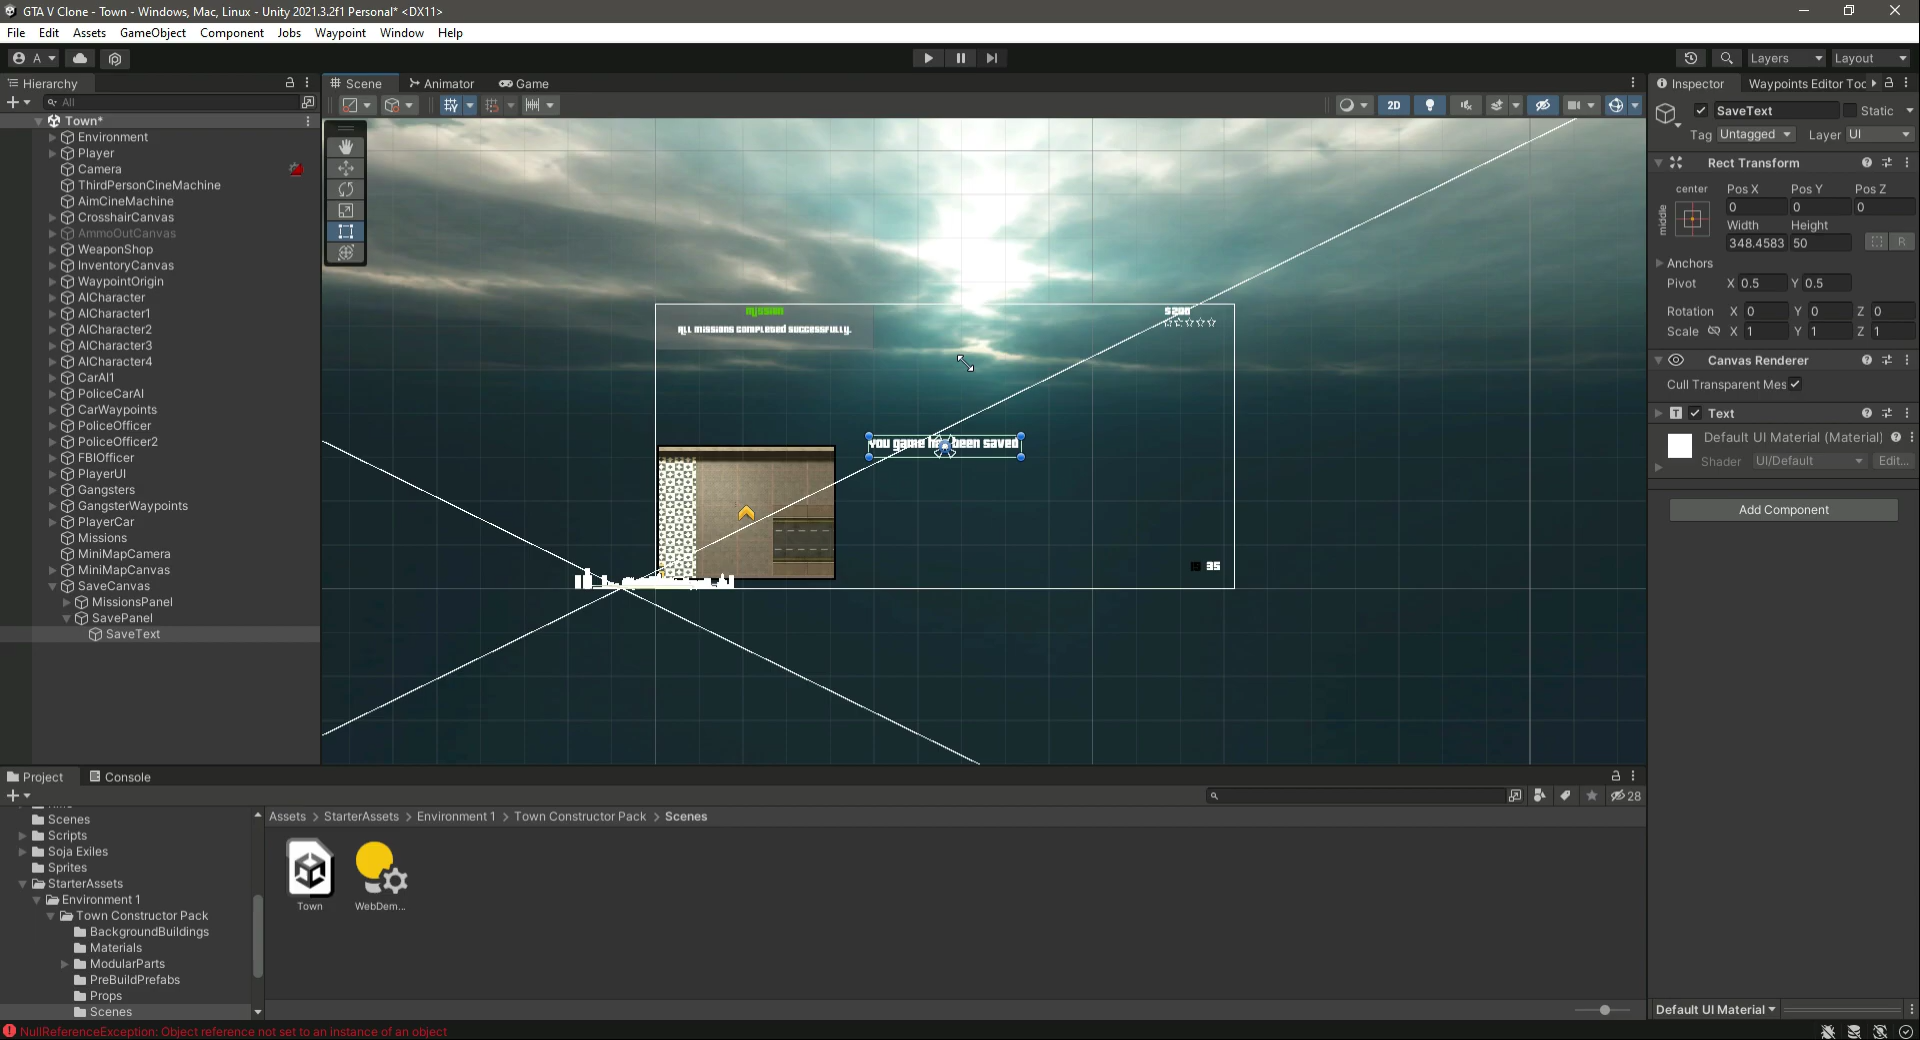 GTA V Clone - Town - Windows, Mac, Linux - Unity 2021.3.2f1 Personal* <DX11>
File Edit Assets GameObject Component Jobs Waypoint Window Help
A Layers Layout
Hierarchy
All
Town*
Environment
Player
Camera
ThirdPersonCineMachine
AimCineMachine
CrosshairCanvas
AmmoOutCanvas
WeaponShop
InventoryCanvas
WaypointOrigin
AICharacter
AICharacter1
AICharacter2
AICharacter3
AICharacter4
CarAI1
PoliceCarAI
CarWaypoints
PoliceOfficer
PoliceOfficer2
FBIOfficer
PlayerUI
Gangsters
GangsterWaypoints
PlayerCar
Missions
MiniMapCamera
MiniMapCanvas
SaveCanvas
MissionsPanel
SavePanel
SaveText
Scene Animator Game
2D
Mission
All missions completed successfully.
$200
35
Inspector Waypoints Editor Toc
SaveText Static
Tag Untagged Layer UI
Rect Transform
center Pos X Pos Y Pos Z
middle 0 0 0
Width Height
348.4583 50 R
Anchors
Pivot X 0.5 Y 0.5
Rotation X 0 Y 0 Z 0
Scale X 1 Y 1 Z 1
Canvas Renderer
Cull Transparent Mes
Text
Default UI Material (Material)
Shader UI/Default Edit...
Add Component
Default UI Material
Project Console
28
Scenes
Scripts
Soja Exiles
Sprites
StarterAssets
Environment 1
Town Constructor Pack
BackgroundBuildings
Materials
ModularParts
PreBuildPrefabs
Props
Scenes
Assets > StarterAssets > Environment 1 > Town Constructor Pack > Scenes
Town WebDem...
NullReferenceException: Object reference not set to an instance of an object
you game been saved